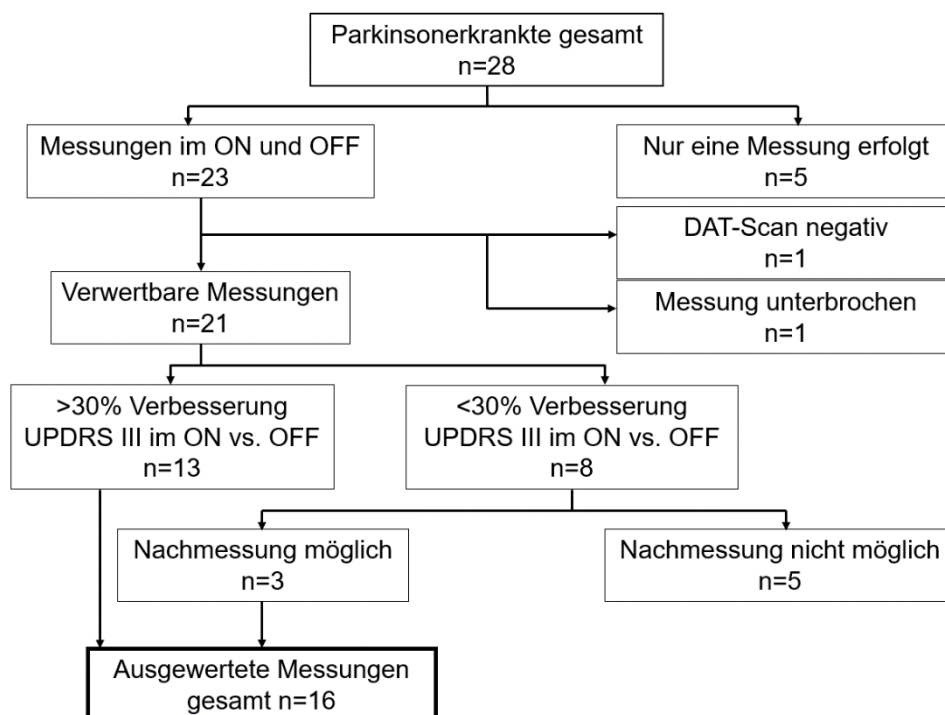 Parkinsonerkrankte gesamt
n=28
Messungen im ON und OFF
n=23
Nur eine Messung erfolgt
n=5
DAT-Scan negativ
n=1
Verwertbare Messungen
n=21
Messung unterbrochen
n=1
>30% Verbesserung
UPDRS III im ON vs. OFF
n=13
<30% Verbesserung
UPDRS III im ON vs. OFF
n=8
Nachmessung möglich
n=3
Nachmessung nicht möglich
n=5
Ausgewertete Messungen
gesamt n=16